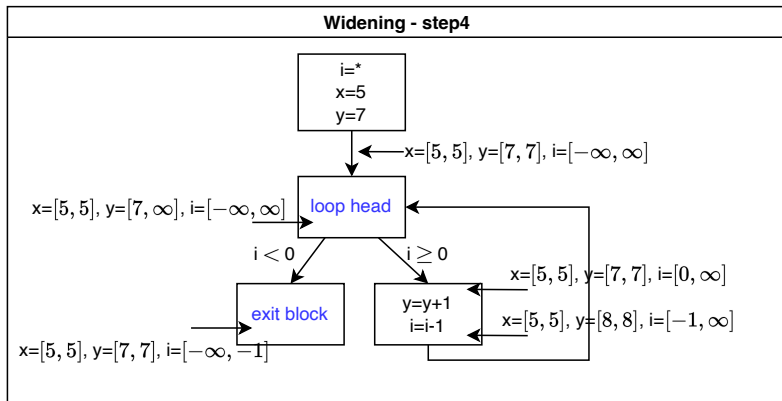 Widening - step4
i=*
x=5
y=7
x=[5, 5], y=[7, 7], i=[−∞, ∞]
x=[5, 5], y=[7, ∞], i=[−∞, ∞]
loop head
i < 0
i ≥ 0
x=[5, 5], y=[7, 7], i=[0, ∞]
exit block
y=y+1
i=i-1
x=[5, 5], y=[8, 8], i=[−1, ∞]
x=[5, 5], y=[7, 7], i=[−∞, −1]